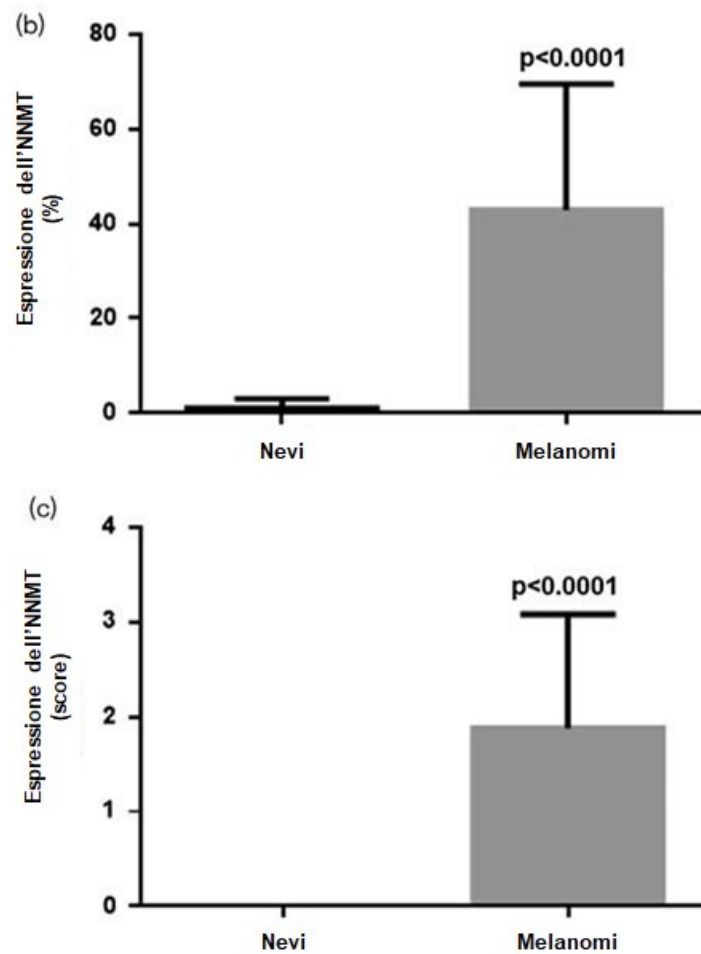 (b)
80
p<0.0001
60
Espressione dell'NNMT
(%)
40
20
0
Nevi
Melanomi
(c)
4
p<0.0001
3
Espressione dell'NNMT
(score)
2
1
0
Nevi
Melanomi